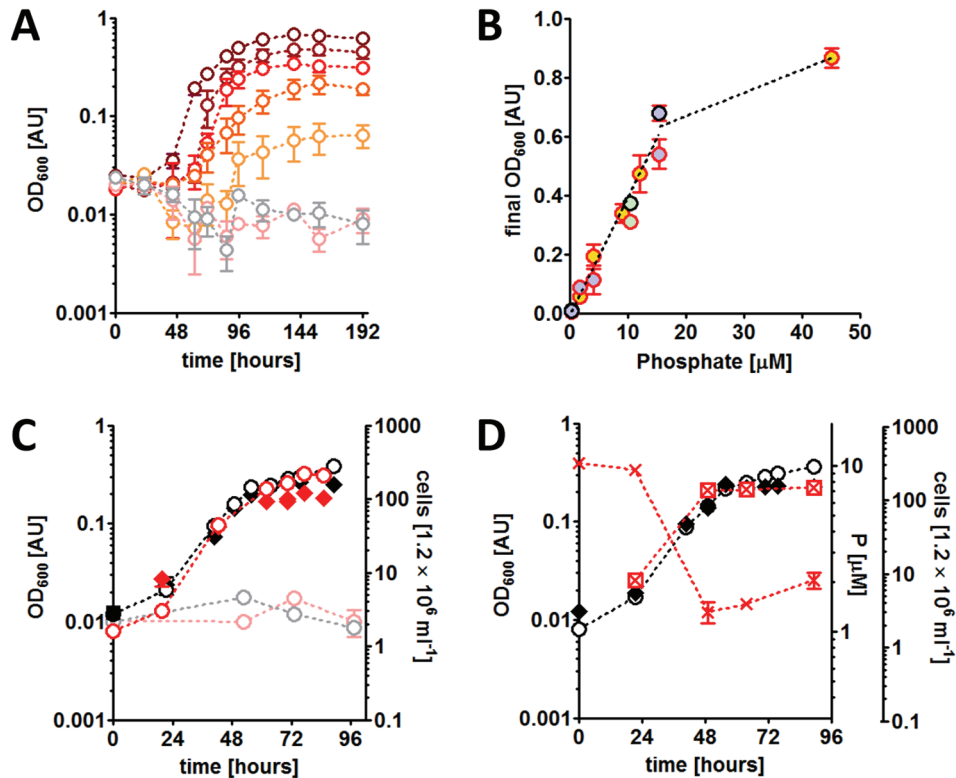 A
OD600 [AU]
1
0.1
0.01
0.001
0 48 96 144 192
time [hours]
B
final OD600 [AU]
1.0
0.8
0.6
0.4
0.2
0.0
0 10 20 30 40 50
Phosphate [μM]
C
OD600 [AU]
1
0.1
0.01
0.001
0 24 48 72 96
time [hours]
1000
100
10
1
0.1
cells [1.2 × 10⁶ ml⁻¹]
D
OD600 [AU]
1
0.1
0.01
0.001
0 24 48 72 96
time [hours]
10
1
P [μM]
1000
100
10
1
0.1
cells [1.2 × 10⁶ ml⁻¹]